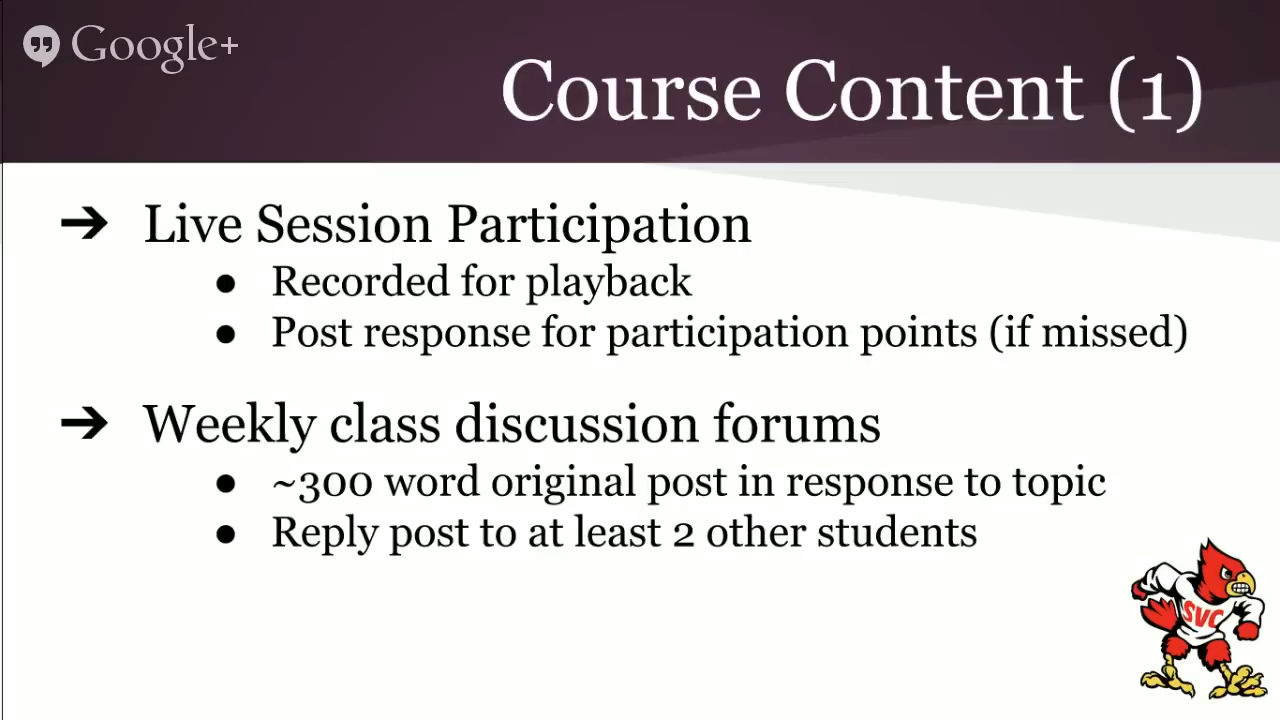 Google+
Course Content (1)
➔ Live Session Participation
● Recorded for playback
● Post response for participation points (if missed)
➔ Weekly class discussion forums
● ~300 word original post in response to topic
● Reply post to at least 2 other students
SVC